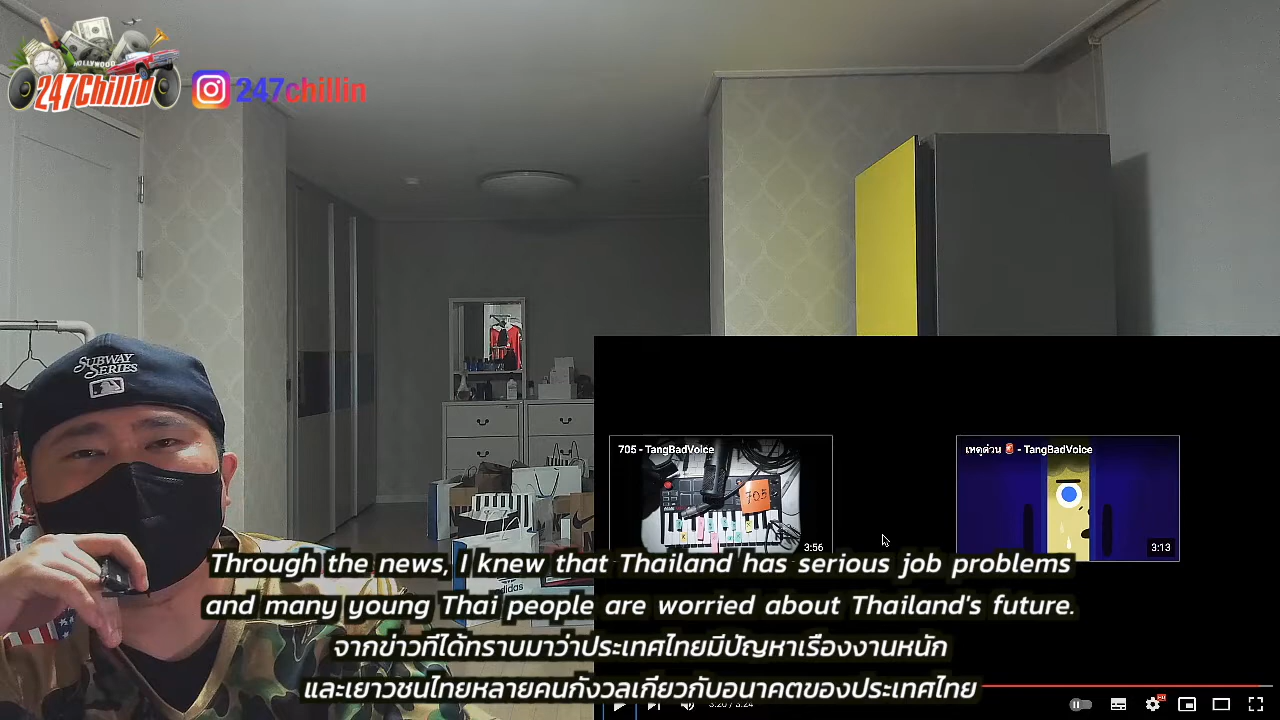 HOLLYWOOD
247Chillin
247chillin
SUBWAY
SERIES
705 - TangBadVoice
705
3:56
เหตุด่วน 🚨 - TangBadVoice
3:13
adidas
Through the news, I knew that Thailand has serious job problems
and many young Thai people are worried about Thailand's future.
จากข่าวที่ได้ทราบมาว่าประเทศไทยมีปัญหาเรื่องงานหนัก
และเยาวชนไทยหลายคนกังวลเกี่ยวกับอนาคตของประเทศไทย
3:20 / 3:24